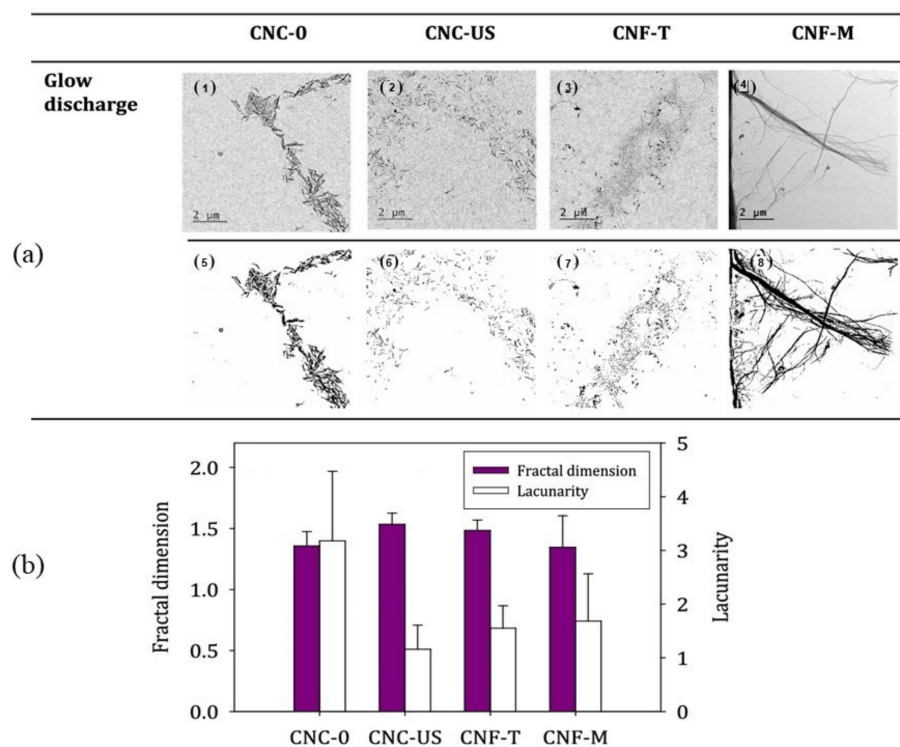 CNC-0 CNC-US CNF-T CNF-M
Glow
discharge
(1) (2) (3) (4)
2 μm 2 μm 2 μm 2 μm
(a)
(5) (6) (7) (8)
Fractal dimension
Lacunarity
(b)
Fractal dimension
2.0
1.5
1.0
0.5
0.0
5
4
3
2
1
0
Lacunarity
CNC-0 CNC-US CNF-T CNF-M